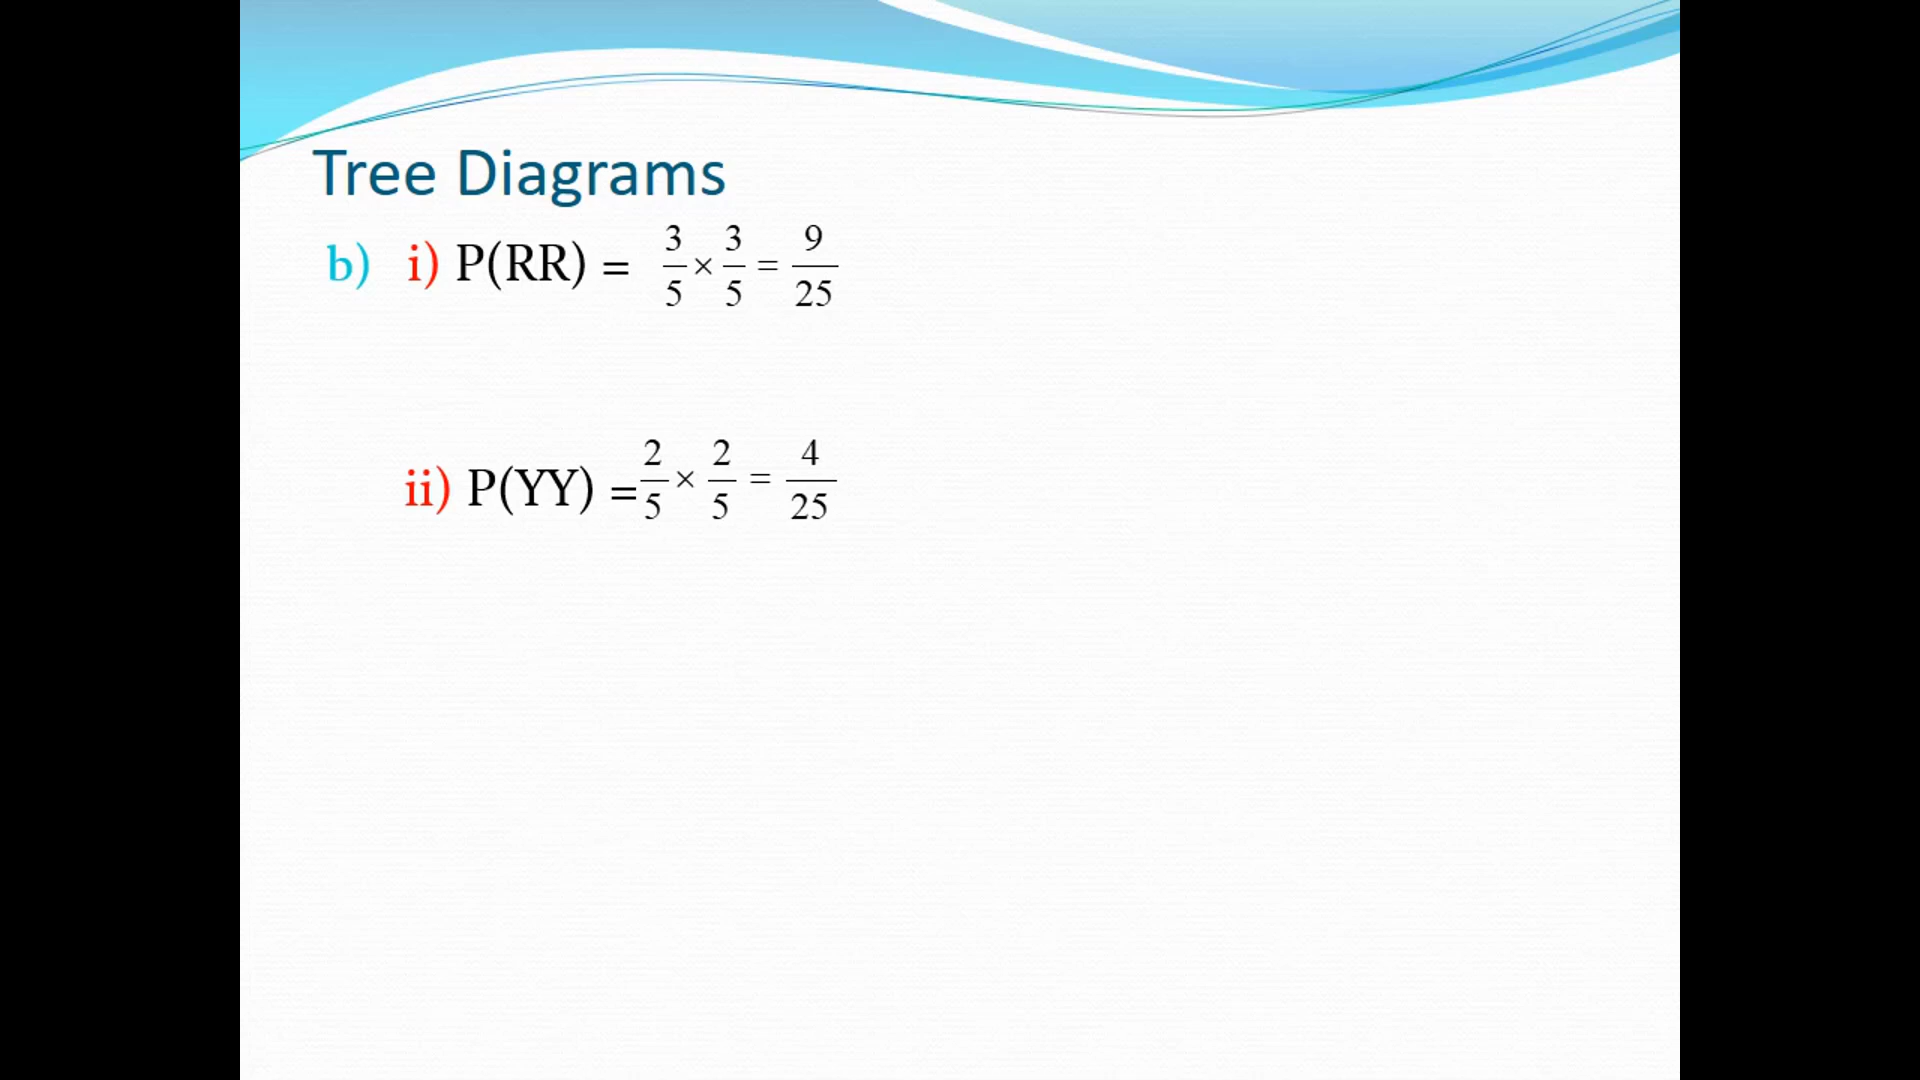 Tree Diagrams
b) i) P(RR) = 3/5 × 3/5 = 9/25
ii) P(YY) = 2/5 × 2/5 = 4/25